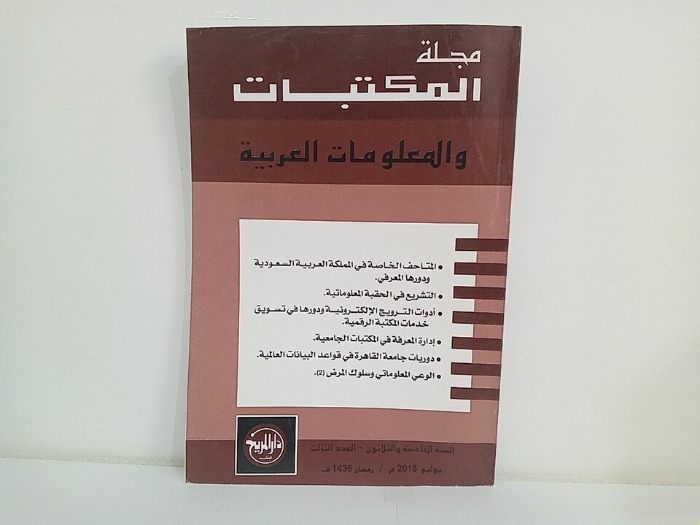 مجلة
المكتبات
والمعلومات العربية
• المتاحف الخاصة في المملكة العربية السعودية
ودورها المعرفي.
• التشريع في الحقبة المعلوماتية.
• أدوات الترويج الإلكترونية ودورها في تسويق
خدمات المكتبة الرقمية.
• إدارة المعرفة في المكتبات الجامعية.
• دوريات جامعة القاهرة في قواعد البيانات العالمية.
• الوعي المعلوماتي وسلوك المرض (2).
دار المريخ
للنشر
السنة الخامسة والثلاثون - العدد الثالث
يوليو 2015 م / رمضان 1436 هـ